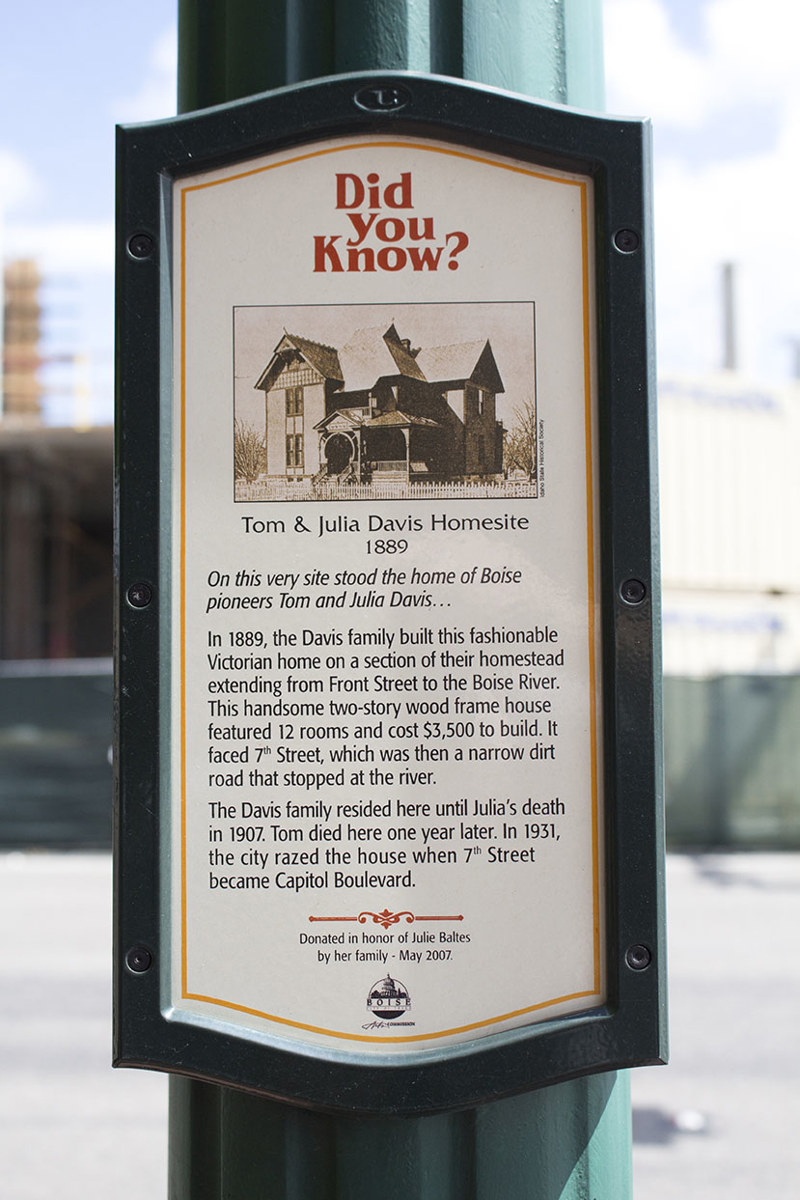 Did
you
Know?
Idaho State Historical Society
Tom & Julia Davis Homesite
1889
On this very site stood the home of Boise
pioneers Tom and Julia Davis…
In 1889, the Davis family built this fashionable
Victorian home on a section of their homestead
extending from Front Street to the Boise River.
This handsome two-story wood frame house
featured 12 rooms and cost $3,500 to build. It
faced 7th Street, which was then a narrow dirt
road that stopped at the river.
The Davis family resided here until Julia's death
in 1907. Tom died here one year later. In 1931,
the city razed the house when 7th Street
became Capitol Boulevard.
Donated in honor of Julie Baltes
by her family - May 2007.
BOISE
Arts COMMISSION